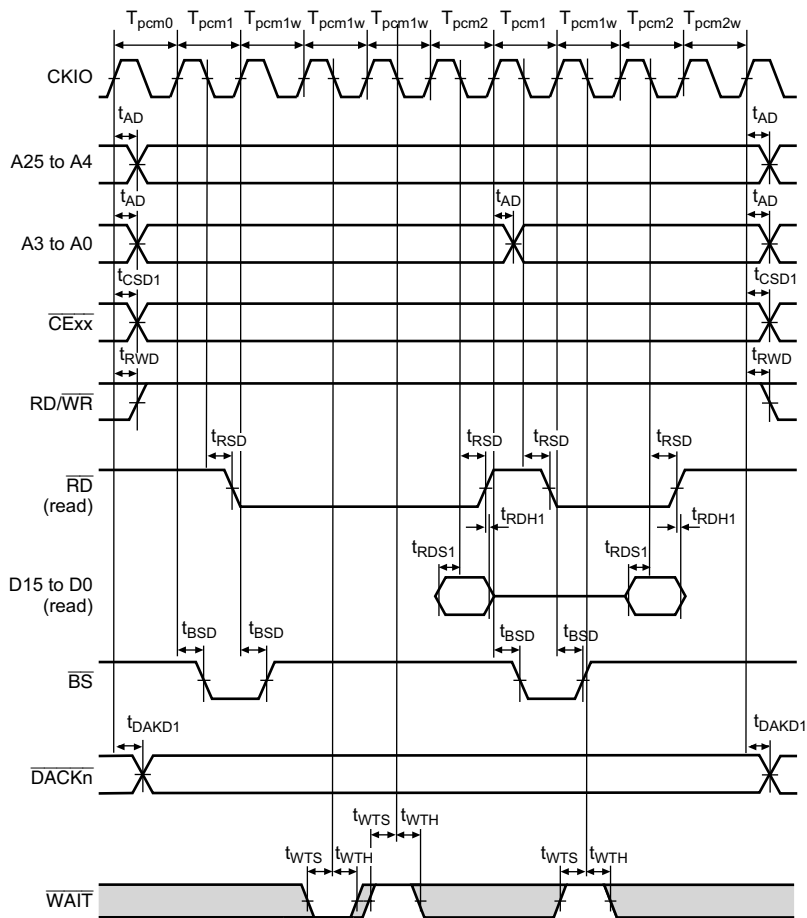 Tpcm0 Tpcm1 Tpcm1w Tpcm1w Tpcm1w Tpcm2 Tpcm1 Tpcm1w Tpcm2 Tpcm2w
CKIO
tAD tAD
A25 to A4
tAD tAD tAD
A3 to A0
tCSD1 tCSD1
CExx
tRWD tRWD
RD/WR
tRSD tRSD tRSD tRSD
RD
(read)
tRDH1 tRDH1
tRDS1 tRDS1
D15 to D0
(read)
tBSD tBSD tBSD tBSD
BS
tDAKD1 tDAKD1
DACKn
tWTS tWTH
tWTS tWTH tWTS tWTH
WAIT